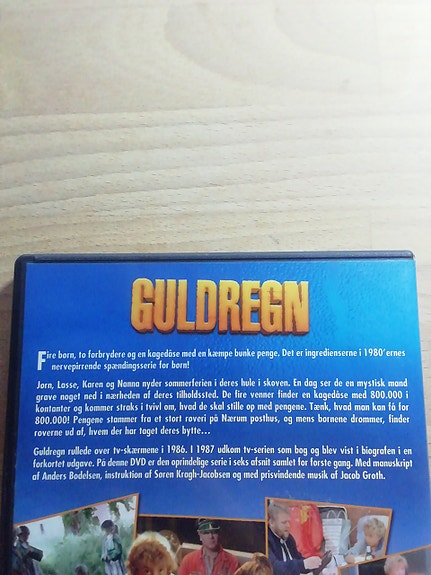 GULDREGN
Fire børn, to forbrydere og en kagedåse med en kæmpe bunke penge. Det er ingredienserne i 1980'ernes
nervepirrende spændingsserie for børn!
Jørn, Lasse, Karen og Nanna nyder sommerferien i deres hule i skoven. En dag ser de en mystisk mand
grave noget ned i nærheden af deres tilholdssted. De fire venner finder en kagedåse med 800.000 i
kontanter og kommer straks i tvivl om, hvad de skal stille op med pengene. Tænk, hvad man kan få for
800.000! Pengene stammer fra et stort røveri på Nærum posthus, og mens børnene drømmer, finder
røverne ud af, hvem der har taget deres bytte...
Guldregn rullede over tv-skærmene i 1986. I 1987 udkom tv-serien som bog og blev vist i biografen i en
forkortet udgave. På denne DVD er den oprindelige serie i seks afsnit samlet for første gang. Med manuskript
af Anders Bodelsen, instruktion af Søren Kragh-Jacobsen og med prisvindende musik af Jacob Groth.